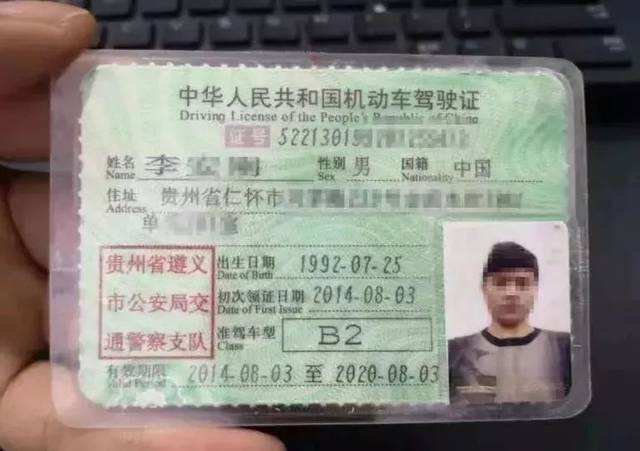 中华人民共和国机动车驾驶证
Driving License of the People's Republic of China
证号
姓名 李
Name
性别 男
Sex
国籍 中国
Nationality
住址 贵州省仁怀市
Address
单
贵州省遵义
市公安局交
通警察支队
出生日期 1992-07-25
Date of Birth
初次领证日期 2014-08-03
Date of First Issue
准驾车型 B2
Class
有效期限 2014-08-03 至 2020-08-03
Valid Period